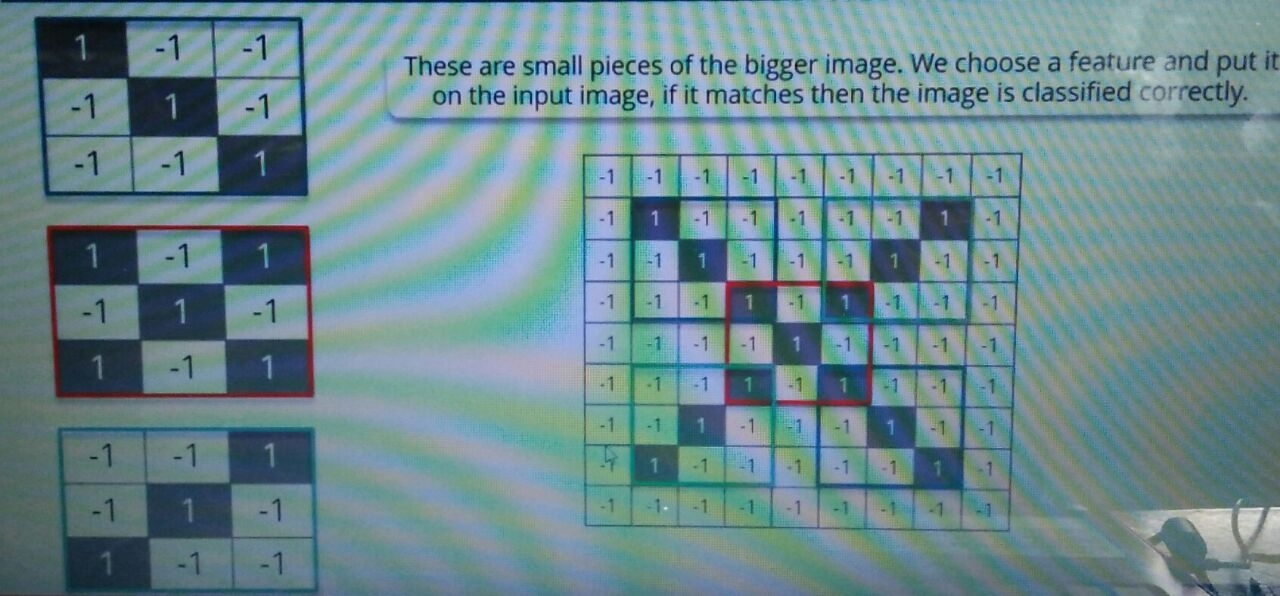 1 -1 -1
-1 1 -1
-1 -1 1
These are small pieces of the bigger image. We choose a feature and put it
on the input image, if it matches then the image is classified correctly.
1 -1 1
-1 1 -1
1 -1 1
-1 -1 1
-1 1 -1
1 -1 -1
-1 -1 -1 -1 -1 -1 -1 -1 -1
-1 1 -1 -1 -1 -1 -1 1 -1
-1 -1 1 -1 -1 -1 1 -1 -1
-1 -1 -1 1 -1 1 -1 -1 -1
-1 -1 -1 -1 1 -1 -1 -1 -1
-1 -1 -1 1 -1 1 -1 -1 -1
-1 -1 1 -1 -1 -1 1 -1 -1
-1 1 -1 -1 -1 -1 -1 1 -1
-1 -1 -1 -1 -1 -1 -1 -1 -1